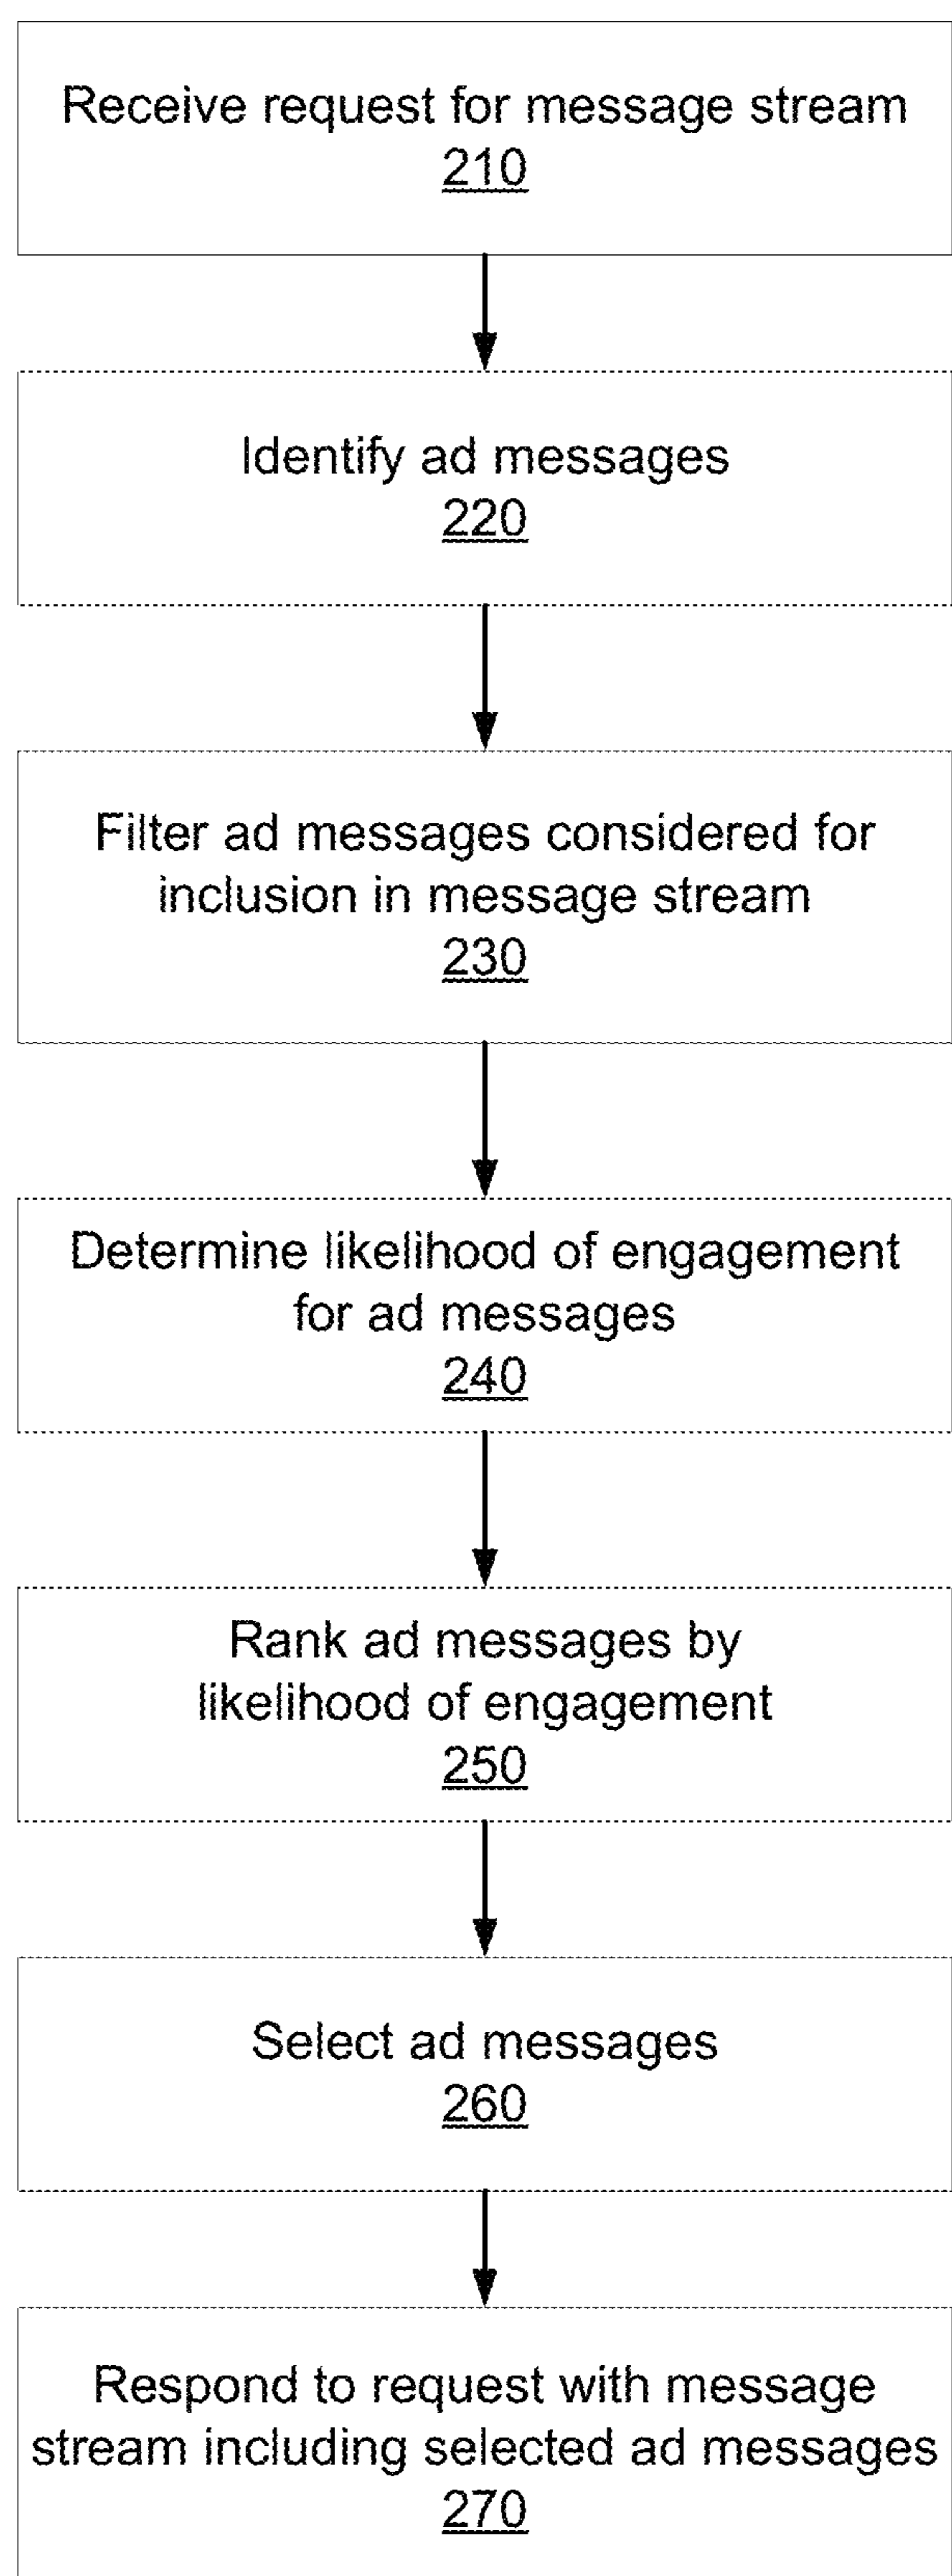 Receive request for message stream
210
Identify ad messages
220
Filter ad messages considered for
inclusion in message stream
230
Determine likelihood of engagement
for ad messages
240
Rank ad messages by
likelihood of engagement
250
Select ad messages
260
Respond to request with message
stream including selected ad messages
270